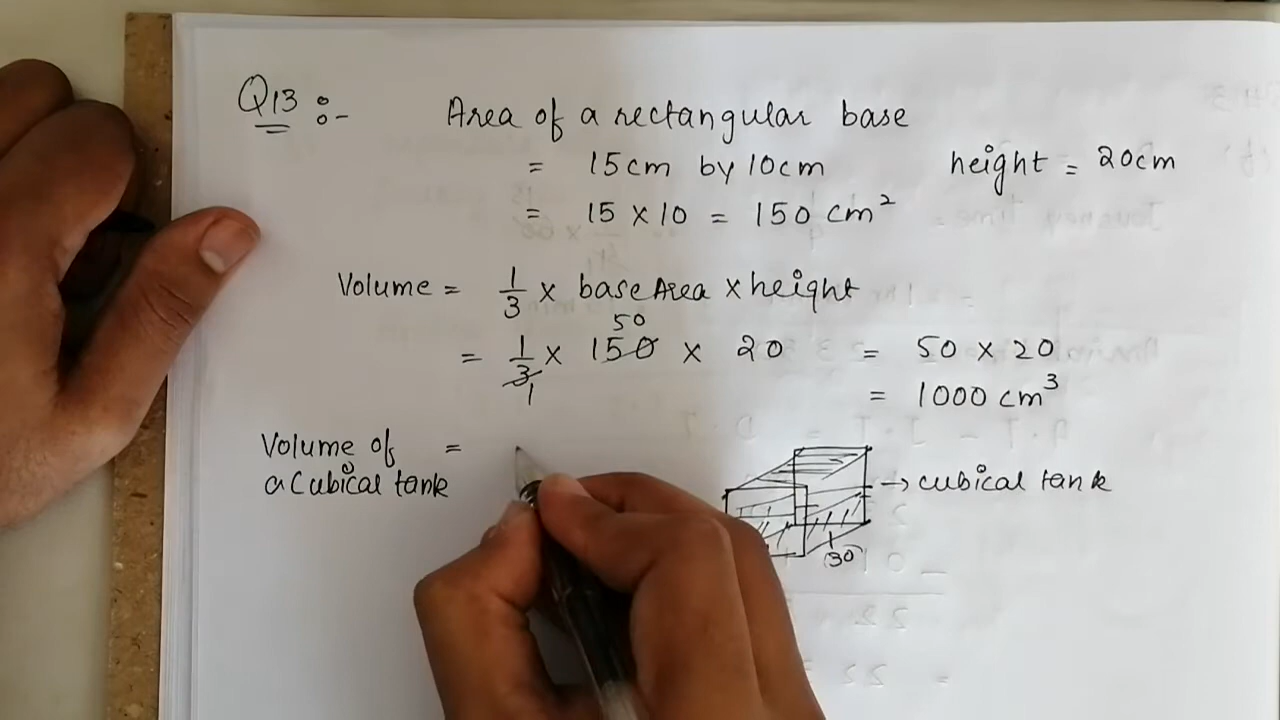 Q13 :-
Area of a rectangular base
= 15cm by 10cm height = 20cm
= 15 × 10 = 150 cm²
Volume = 1/3 × base Area × height
50
= 1/3 × 150 × 20 = 50 × 20
1
= 1000 cm³
Volume of =
a Cubical tank
→ cubical tank
30